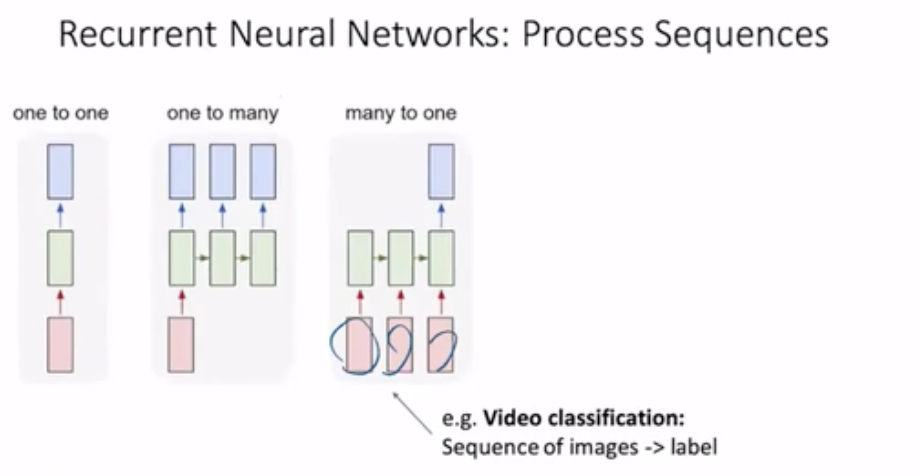 Recurrent Neural Networks: Process Sequences
one to one
one to many
many to one
e.g. Video classification:
Sequence of images -> label